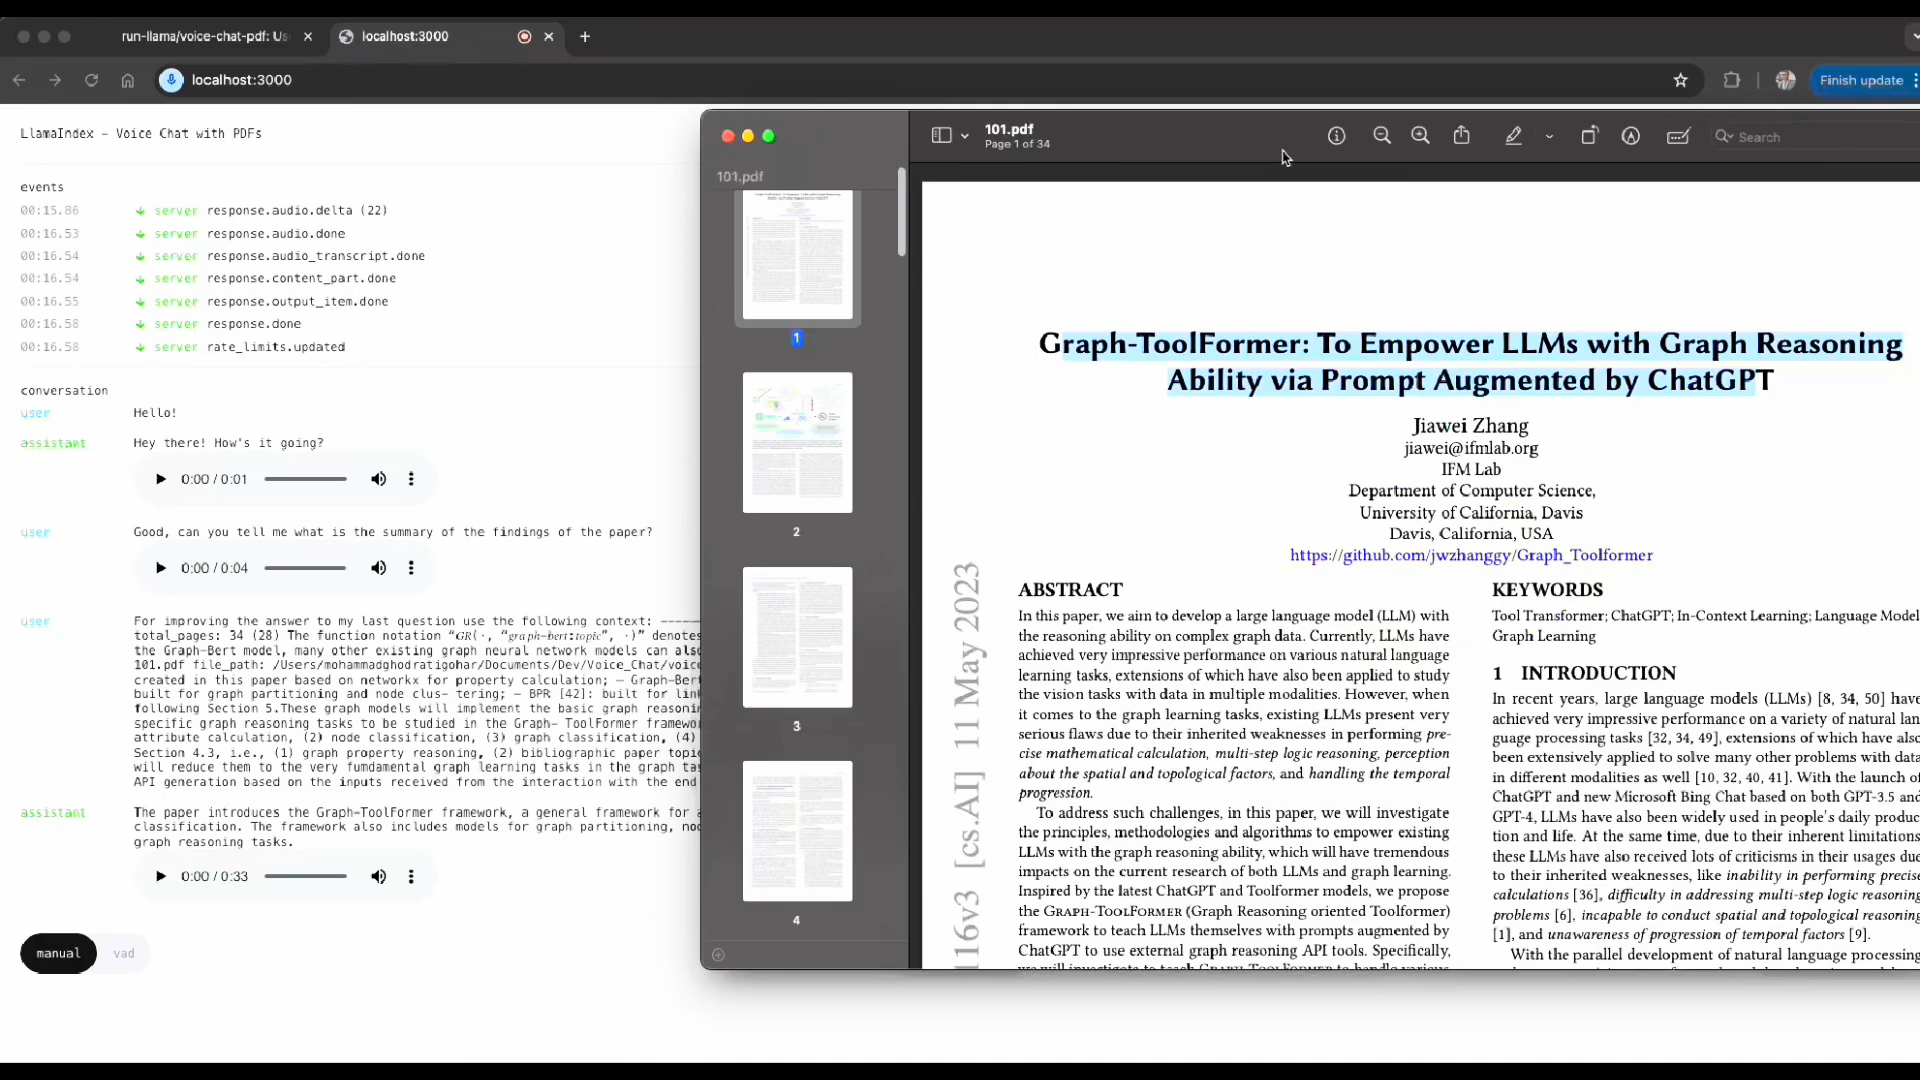 run-llama/voice-chat-pdf: Us
localhost:3000
localhost:3000
Finish update
LlamaIndex – Voice Chat with PDFs
events
00:15.86 ↓ server response.audio.delta (22)
00:16.53 ↓ server response.audio.done
00:16.54 ↓ server response.audio_transcript.done
00:16.54 ↓ server response.content_part.done
00:16.55 ↓ server response.output_item.done
00:16.58 ↓ server response.done
00:16.58 ↓ server rate_limits.updated
conversation
user Hello!
assistant Hey there! How's it going?
0:00 / 0:01
user Good, can you tell me what is the summary of the findings of the paper?
0:00 / 0:04
user For improving the answer to my last question use the following context:
total_pages: 34 (28) The function notation “GR(·, “graph-bert:topic”, ·)” denotes
the Graph-Bert model, many other existing graph neural network models can also
101.pdf file_path: /Users/mohammadghodratigohar/Documents/Dev/Voice_Chat/voice
created in this paper based on networkx for property calculation; – Graph-Bert
built for graph partitioning and node clus- tering; – BPR [42]: built for link
following Section 5.These graph models will implement the basic graph reasoning
specific graph reasoning tasks to be studied in the Graph- ToolFormer framework
attribute calculation, (2) node classification, (3) graph classification, (4)
Section 4.3, i.e., (1) graph property reasoning, (2) bibliographic paper topic
will reduce them to the very fumdamental graph learning tasks in the graph tas
API generation based on the inputs received from the interaction with the end
assistant The paper introduces the Graph-ToolFormer framework, a general framework for a
classification. The framework also includes models for graph partitioning, nod
graph reasoning tasks.
0:00 / 0:33
manual vad
101.pdf
Page 1 of 34
Search
101.pdf
1
2
3
4
Graph-ToolFormer: To Empower LLMs with Graph Reasoning
Ability via Prompt Augmented by ChatGPT
Jiawei Zhang
jiawei@ifmlab.org
IFM Lab
Department of Computer Science,
University of California, Davis
Davis, California, USA
https://github.com/jwzhanggy/Graph_Toolformer
116v3 [cs.AI] 11 May 2023
ABSTRACT
In this paper, we aim to develop a large language model (LLM) with
the reasoning ability on complex graph data. Currently, LLMs have
achieved very impressive performance on various natural language
learning tasks, extensions of which have also been applied to study
the vision tasks with data in multiple modalities. However, when
it comes to the graph learning tasks, existing LLMs present very
serious flaws due to their inherited weaknesses in performing pre-
cise mathematical calculation, multi-step logic reasoning, perception
about the spatial and topological factors, and handling the temporal
progression.
To address such challenges, in this paper, we will investigate
the principles, methodologies and algorithms to empower existing
LLMs with the graph reasoning ability, which will have tremendous
impacts on the current research of both LLMs and graph learning.
Inspired by the latest ChatGPT and Toolformer models, we propose
the Graph-ToolFormer (Graph Reasoning oriented Toolformer)
framework to teach LLMs themselves with prompts augmented by
ChatGPT to use external graph reasoning API tools. Specifically,
we will investigate to teach Graph-ToolFormer to handle various
KEYWORDS
Tool Transformer; ChatGPT; In-Context Learning; Language Model
Graph Learning
1 INTRODUCTION
In recent years, large language models (LLMs) [8, 34, 50] have
achieved very impressive performance on a variety of natural lan
guage processing tasks [32, 34, 49], extensions of which have also
been extensively applied to solve many other problems with data
in different modalities as well [10, 32, 40, 41]. With the launch of
ChatGPT and new Microsoft Bing Chat based on both GPT-3.5 and
GPT-4, LLMs have also been widely used in people's daily produc
tion and life. At the same time, due to their inherent limitations
these LLMs have also received lots of criticisms in their usages due
to their inherited weaknesses, like inability in performing precise
calculations [36], difficulty in addressing multi-step logic reasoning
problems [6], incapable to conduct spatial and topological reasoning
[1], and unawareness of progression of temporal factors [9].
With the parallel development of natural language processing